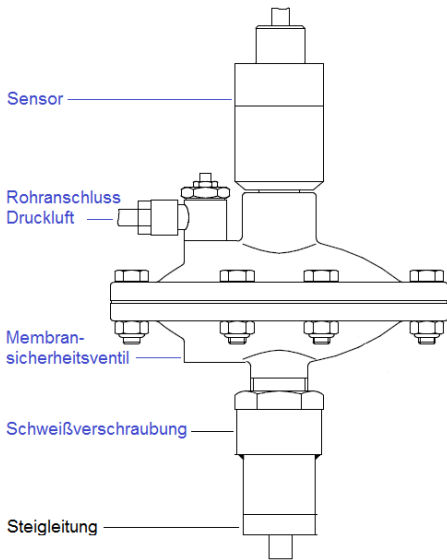 Sensor
Rohranschluss
Druckluft
Membran-
sicherheitsventil
Schweißverschraubung
Steigleitung